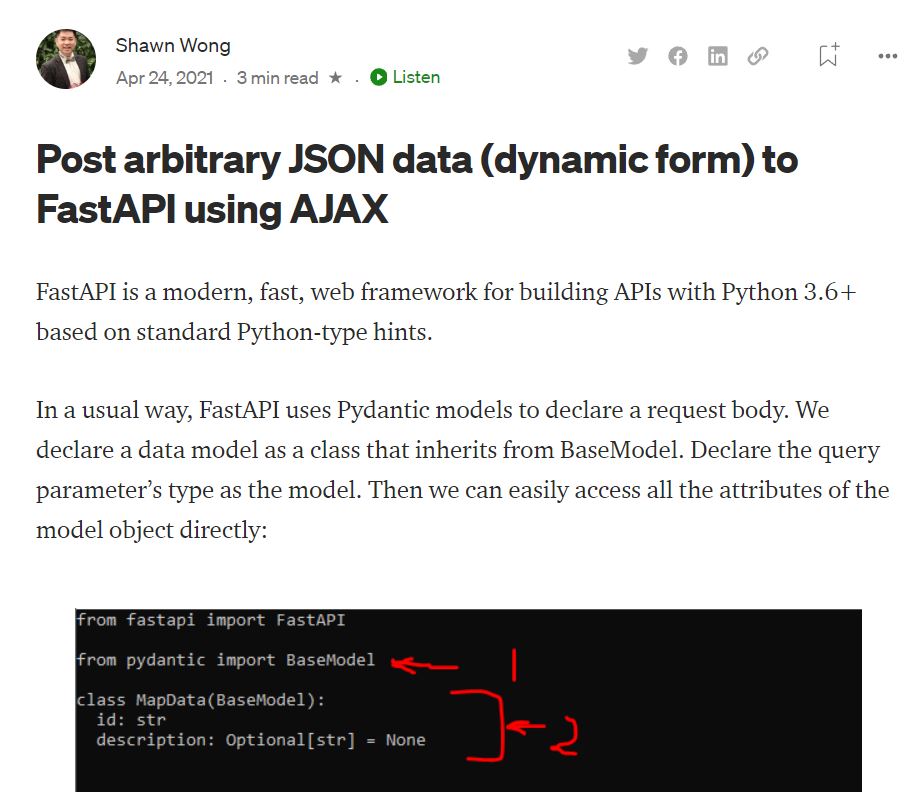 Shawn Wong
Apr 24, 2021 · 3 min read ★ · Listen
Post arbitrary JSON data (dynamic form) to
FastAPI using AJAX
FastAPI is a modern, fast, web framework for building APIs with Python 3.6+
based on standard Python-type hints.
In a usual way, FastAPI uses Pydantic models to declare a request body. We
declare a data model as a class that inherits from BaseModel. Declare the query
parameter’s type as the model. Then we can easily access all the attributes of the
model object directly:
from fastapi import FastAPI
from pydantic import BaseModel 1
class MapData(BaseModel):
id: str
description: Optional[str] = None
2